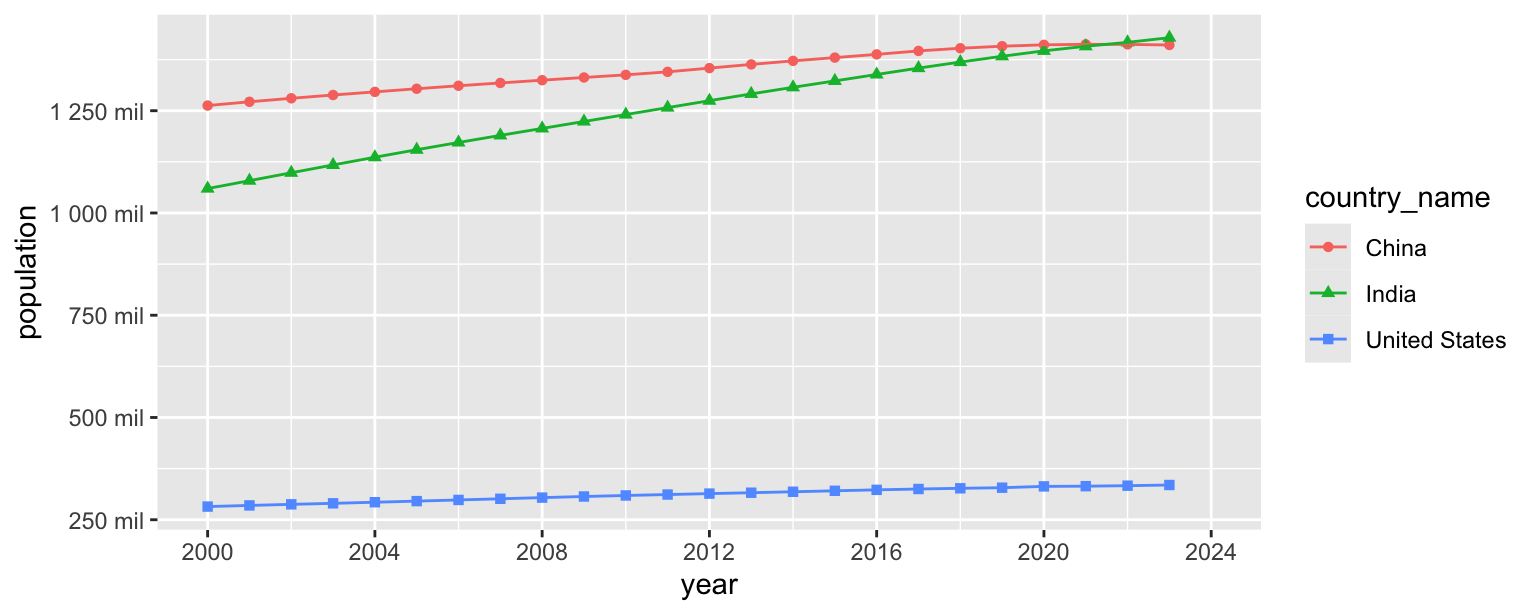 1 250 mil
1 000 mil
750 mil
500 mil
250 mil
population
2000 2004 2008 2012 2016 2020 2024
year
country_name
China
India
United States